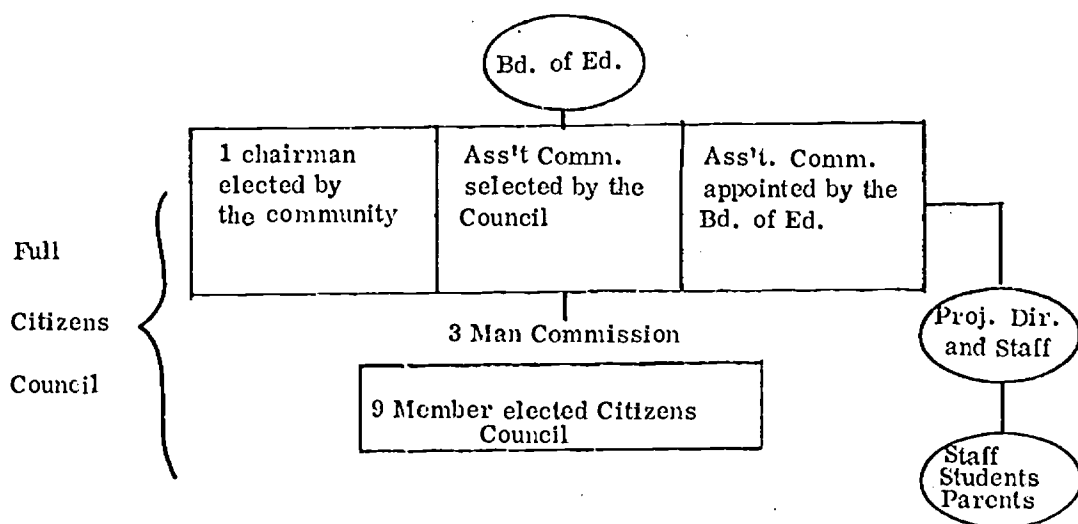 Bd. of Ed.
1 chairman
elected by
the community
Ass't Comm.
selected by the
Council
Ass't. Comm.
appointed by the
Bd. of Ed.
Full
Citizens
Council
3 Man Commission
9 Member elected Citizens
Council
Proj. Dir.
and Staff
Staff
Students
Parents